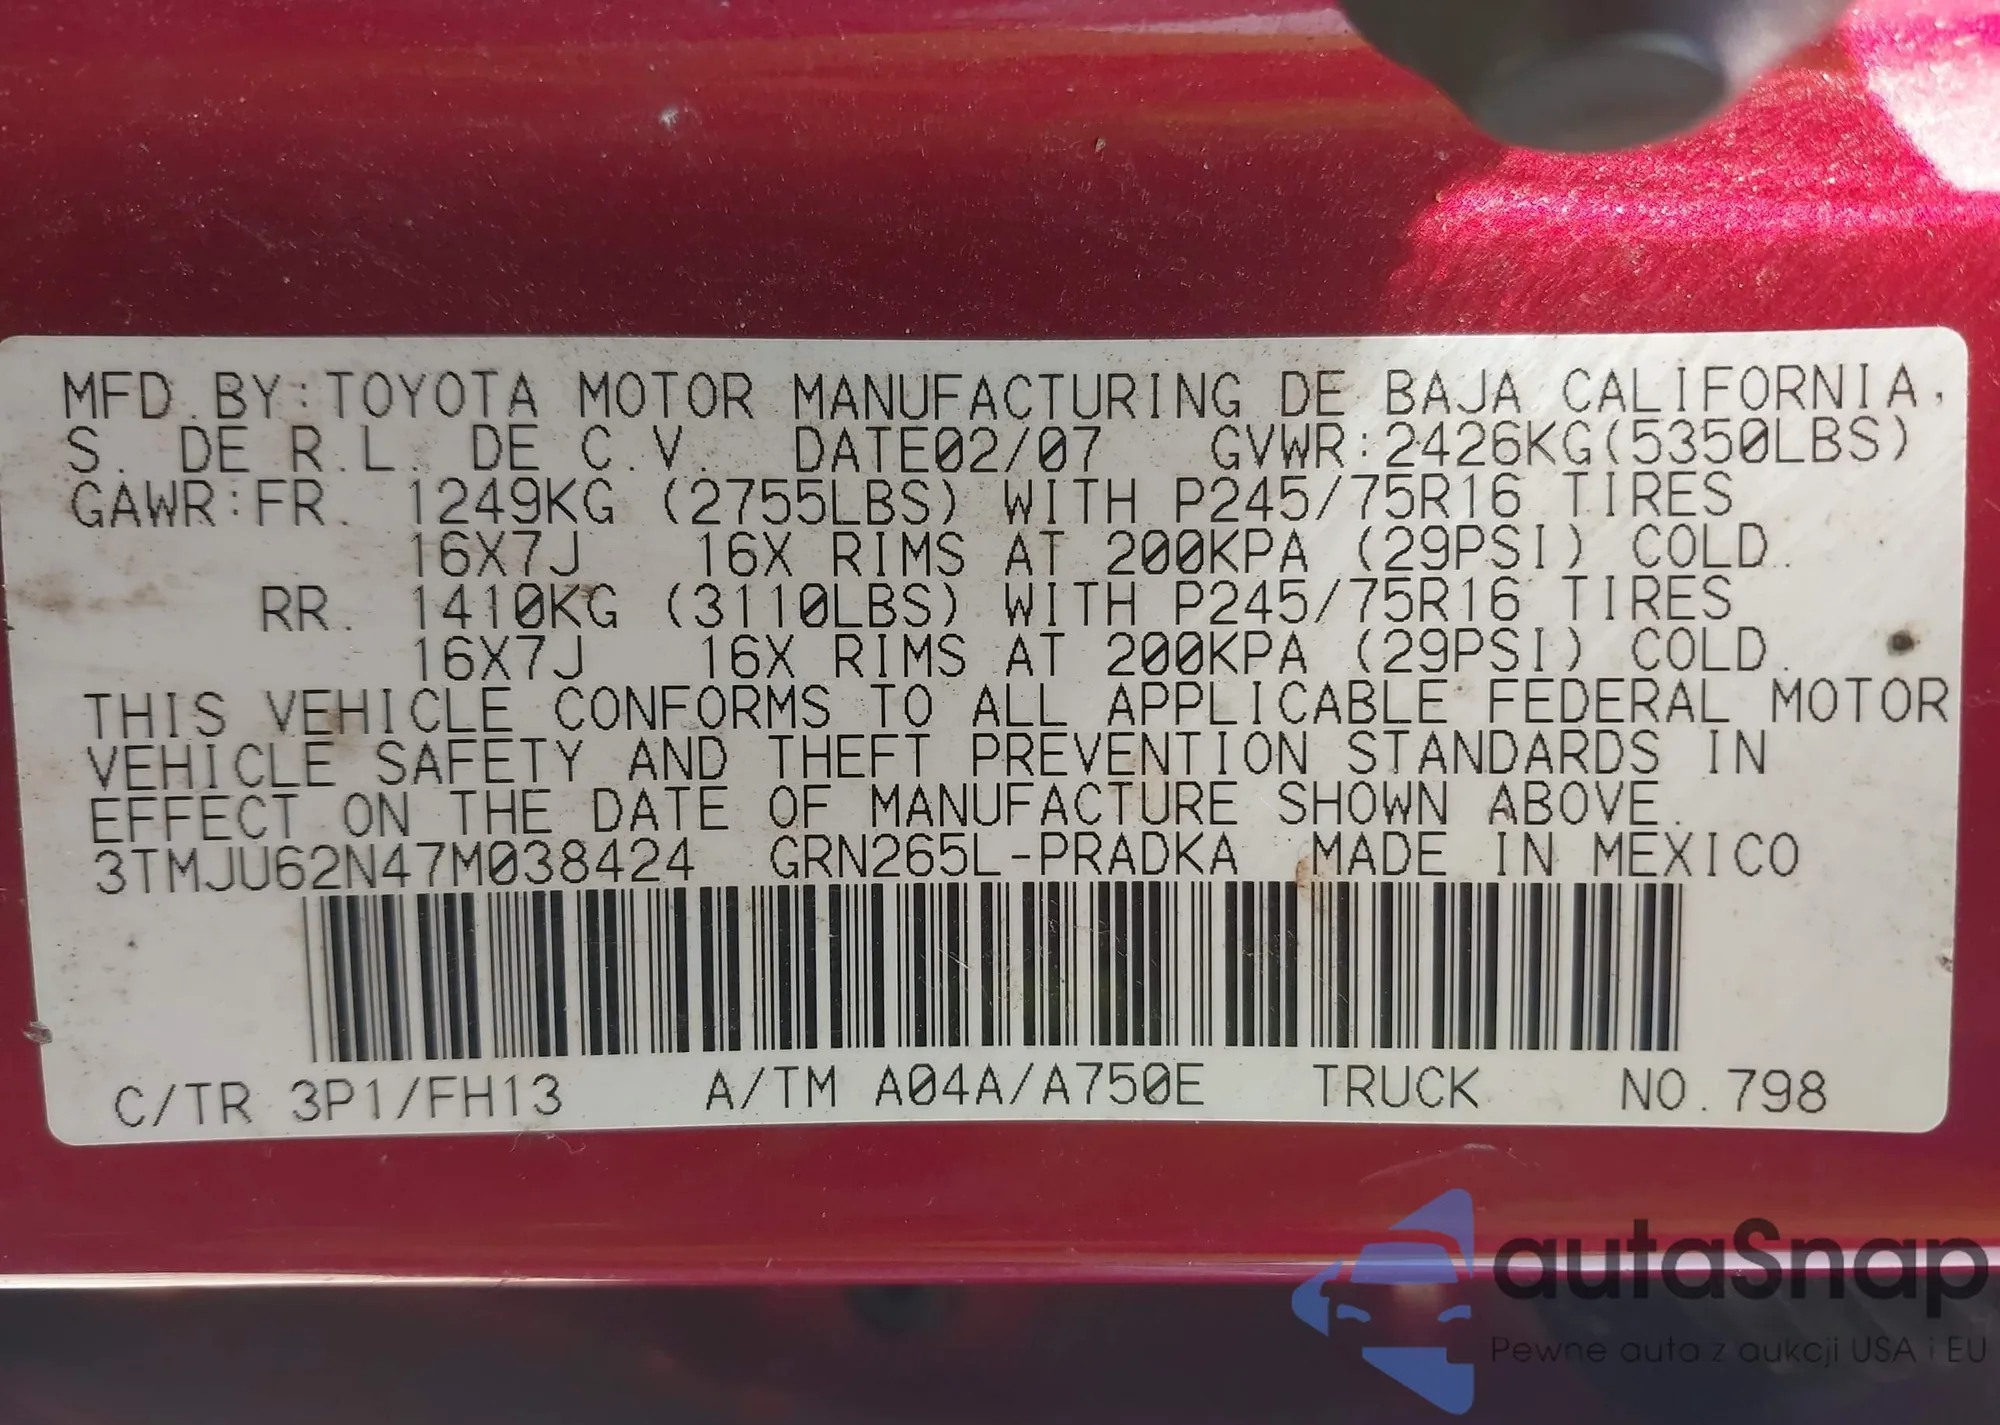 MFD.BY:TOYOTA MOTOR MANUFACTURING DE BAJA CALIFORNIA,
S. DE R.L. DE C.V. DATE02/07 GVWR:2426KG(5350LBS)
GAWR:FR. 1249KG (2755LBS) WITH P245/75R16 TIRES
16X7J 16X RIMS AT 200KPA (29PSI) COLD.
RR. 1410KG (3110LBS) WITH P245/75R16 TIRES
16X7J 16X RIMS AT 200KPA (29PSI) COLD.
THIS VEHICLE CONFORMS TO ALL APPLICABLE FEDERAL MOTOR
VEHICLE SAFETY AND THEFT PREVENTION STANDARDS IN
EFFECT ON THE DATE OF MANUFACTURE SHOWN ABOVE.
3TMJU62N47M038424 GRN265L-PRADKA MADE IN MEXICO
C/TR 3P1/FH13 A/TM A04A/A750E TRUCK NO.798
autaSnap
Pewne auta z aukcji USA i EU